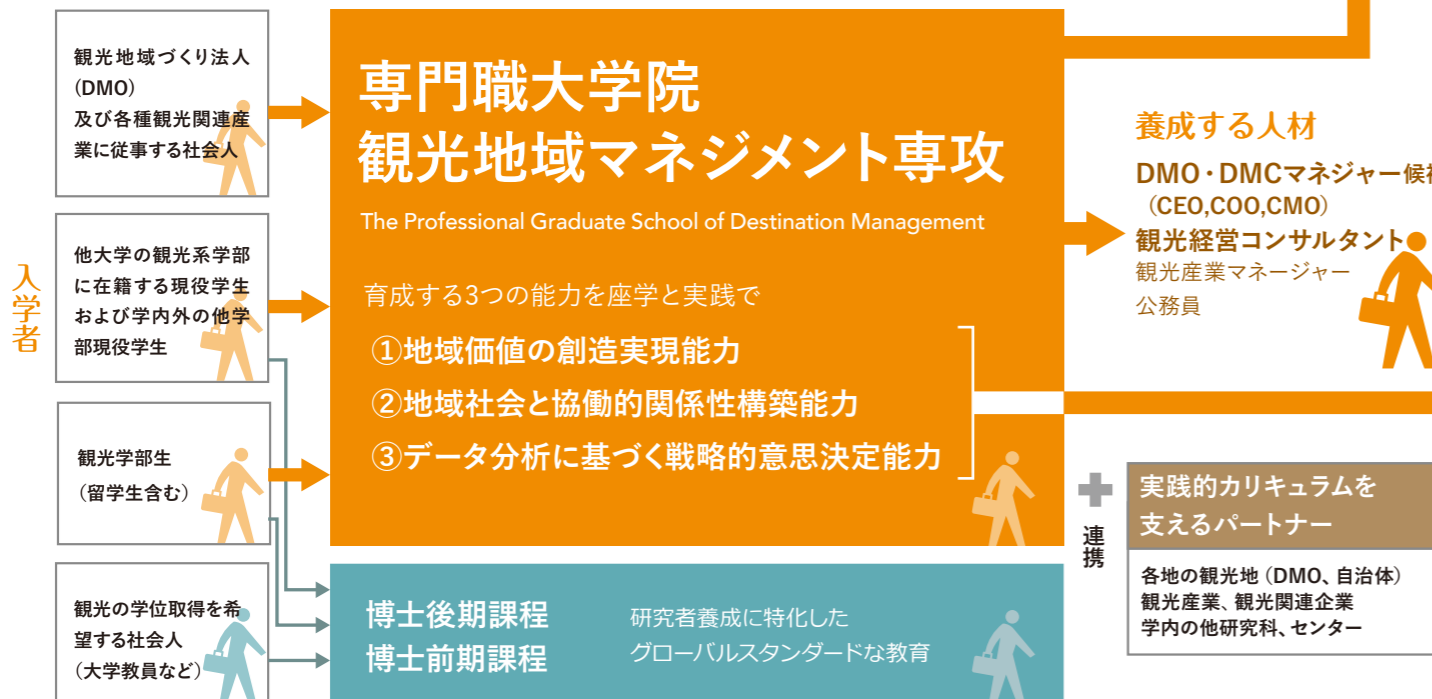 入学者
観光地域づくり法人
(DMO)
及び各種観光関連産
業に従事する社会人
他大学の観光系学部
に在籍する現役学生
および学内外の他学
部現役学生
観光学部生
（留学生含む）
観光の学位取得を希
望する社会人
（大学教員など）
専門職大学院
観光地域マネジメント専攻
The Professional Graduate School of Destination Management
育成する3つの能力を座学と実践で
①地域価値の創造実現能力
②地域社会と協働的関係性構築能力
③データ分析に基づく戦略的意思決定能力
博士後期課程
博士前期課程
研究者養成に特化した
グローバルスタンダードな教育
養成する人材
DMO・DMCマネジャー候
（CEO,COO,CMO）
観光経営コンサルタント
観光産業マネージャー
公務員
連携
実践的カリキュラムを
支えるパートナー
各地の観光地（DMO、自治体）
観光産業、観光関連企業
学内の他研究科、センター